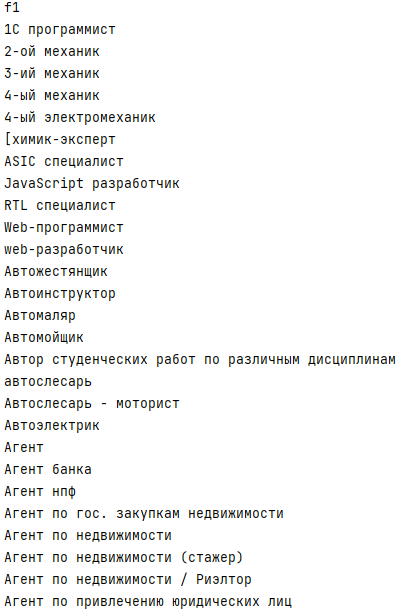 f1
1С программист
2-ой механик
3-ий механик
4-ый механик
4-ый электромеханик
[химик-эксперт
ASIC специалист
JavaScript разработчик
RTL специалист
Web-программист
web-разработчик
Автожестянщик
Автоинструктор
Автомаляр
Автомойщик
Автор студенческих работ по различным дисциплинам
автослесарь
Автослесарь - моторист
Автоэлектрик
Агент
Агент банка
Агент нпф
Агент по гос. закупкам недвижимости
Агент по недвижимости
Агент по недвижимости (стажер)
Агент по недвижимости / Риэлтор
Агент по привлечению юридических лиц